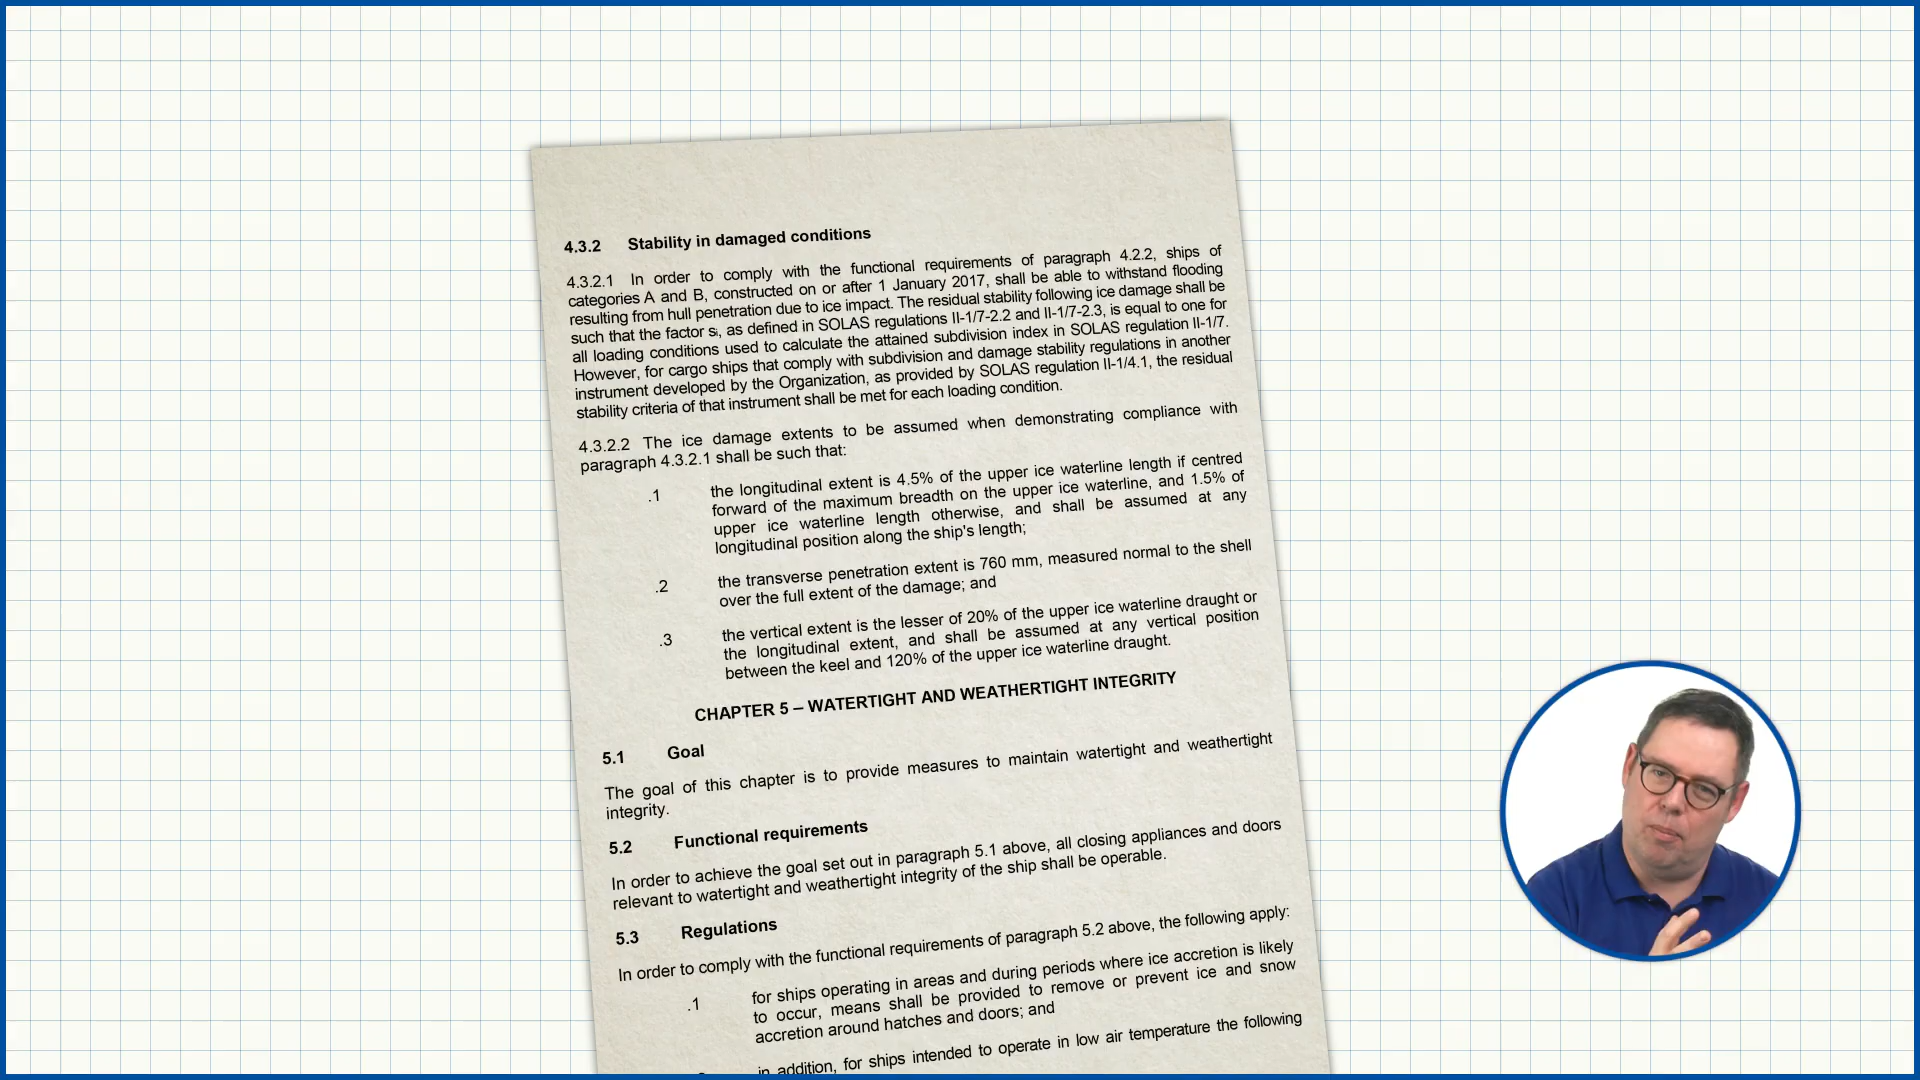 4.3.2 Stability in damaged conditions
4.3.2.1 In order to comply with the functional requirements of paragraph 4.2.2, ships of
categories A and B, constructed on or after 1 January 2017, shall be able to withstand flooding
resulting from hull penetration due to ice impact. The residual stability following ice damage shall be
such that the factor si, as defined in SOLAS regulations II-1/7-2.2 and II-1/7-2.3, is equal to one for
all loading conditions used to calculate the attained subdivision index in SOLAS regulation II-1/7.
However, for cargo ships that comply with subdivision and damage stability regulations in another
instrument developed by the Organization, as provided by SOLAS regulation II-1/4.1, the residual
stability criteria of that instrument shall be met for each loading condition.
4.3.2.2 The ice damage extents to be assumed when demonstrating compliance with
paragraph 4.3.2.1 shall be such that:
.1 the longitudinal extent is 4.5% of the upper ice waterline length if centred
forward of the maximum breadth on the upper ice waterline, and 1.5% of
upper ice waterline length otherwise, and shall be assumed at any
longitudinal position along the ship's length;
.2 the transverse penetration extent is 760 mm, measured normal to the shell
over the full extent of the damage; and
.3 the vertical extent is the lesser of 20% of the upper ice waterline draught or
the longitudinal extent, and shall be assumed at any vertical position
between the keel and 120% of the upper ice waterline draught.
CHAPTER 5 – WATERTIGHT AND WEATHERTIGHT INTEGRITY
5.1 Goal
The goal of this chapter is to provide measures to maintain watertight and weathertight
integrity.
5.2 Functional requirements
In order to achieve the goal set out in paragraph 5.1 above, all closing appliances and doors
relevant to watertight and weathertight integrity of the ship shall be operable.
5.3 Regulations
In order to comply with the functional requirements of paragraph 5.2 above, the following apply:
.1 for ships operating in areas and during periods where ice accretion is likely
to occur, means shall be provided to remove or prevent ice and snow
accretion around hatches and doors; and
in addition, for ships intended to operate in low air temperature the following